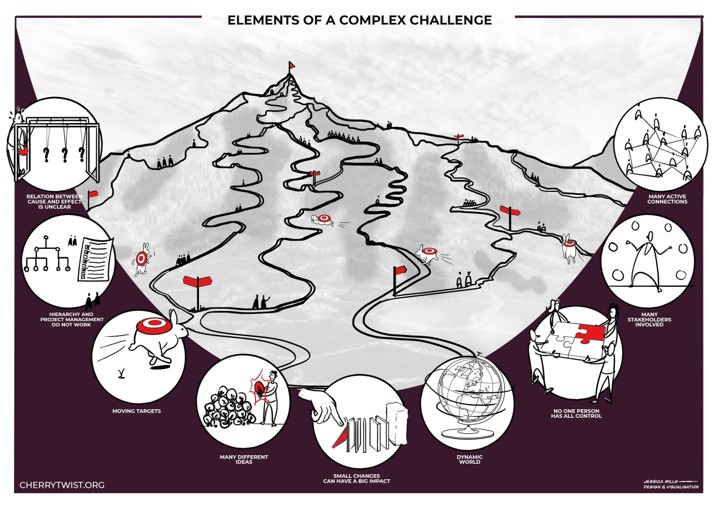 ELEMENTS OF A COMPLEX CHALLENGE
RELATION BETWEEN
CAUSE AND EFFECT
IS UNCLEAR
? ? ?
MANY ACTIVE
CONNECTIONS
HIERARCHY AND
PROJECT MANAGEMENT
DO NOT WORK
MANY
STAKEHOLDERS
INVOLVED
MOVING TARGETS
NO ONE PERSON
HAS ALL CONTROL
MANY DIFFERENT
IDEAS
DYNAMIC
WORLD
SMALL CHANGES
CAN HAVE A BIG IMPACT
CHERRYTWIST.ORG
JESSICA MILLS
DESIGN & VISUALISATION